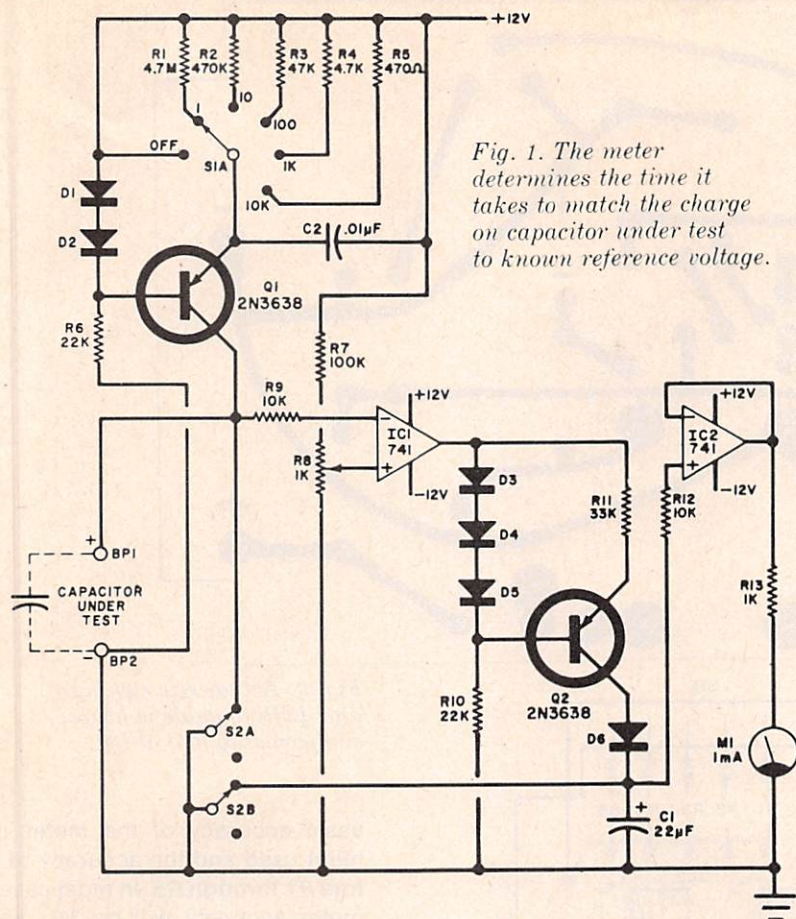 +12V
R1
4.7M
R2
470K
R3
47K
R4
4.7K
R5
470Ω
1
10
100
OFF
S1A
1K
10K
Fig. 1. The meter
determines the time it
takes to match the charge
on capacitor under test
to known reference voltage.
D1
D2
C2 .01µF
Q1
2N3638
R6
22K
R7
100K
R9
10K
R8
1K
-
+
IC1
741
+12V
-12V
D3
D4
D5
R11
33K
-
+
IC2
741
+12V
-12V
R12
10K
R13
1K
+
BP1
CAPACITOR
UNDER
TEST
-
BP2
R10
22K
Q2
2N3638
D6
S2A
S2B
M1
1mA
+
C1
22µF